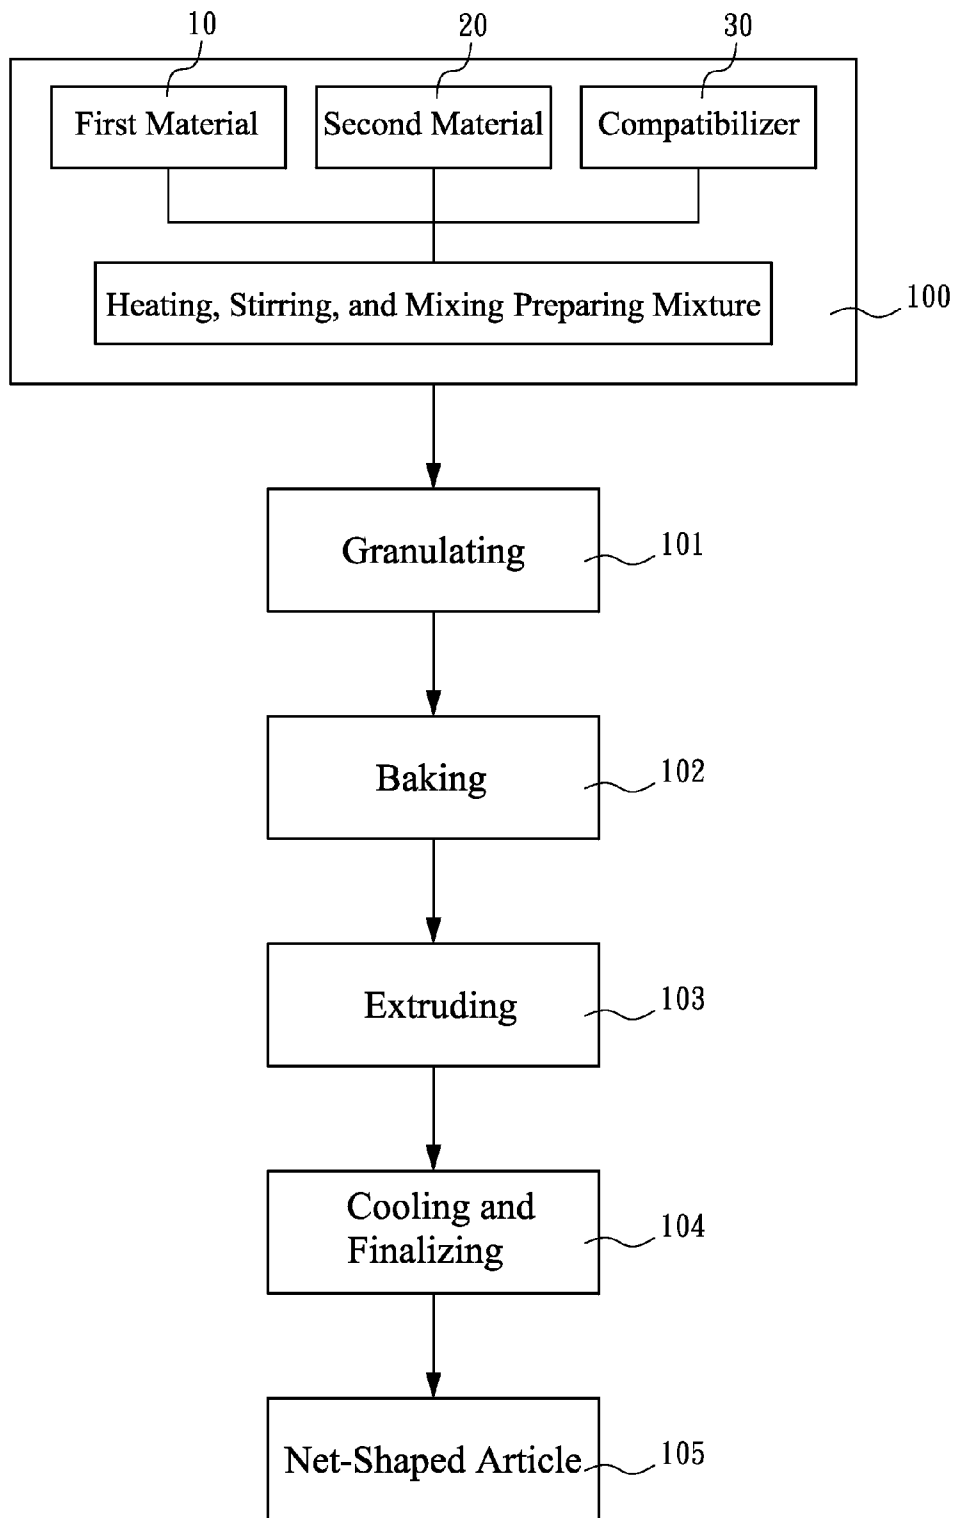 10
20
30
First Material
Second Material
Compatibilizer
Heating, Stirring, and Mixing Preparing Mixture
100
Granulating
101
Baking
102
Extruding
103
Cooling and
Finalizing
104
Net-Shaped Article
105